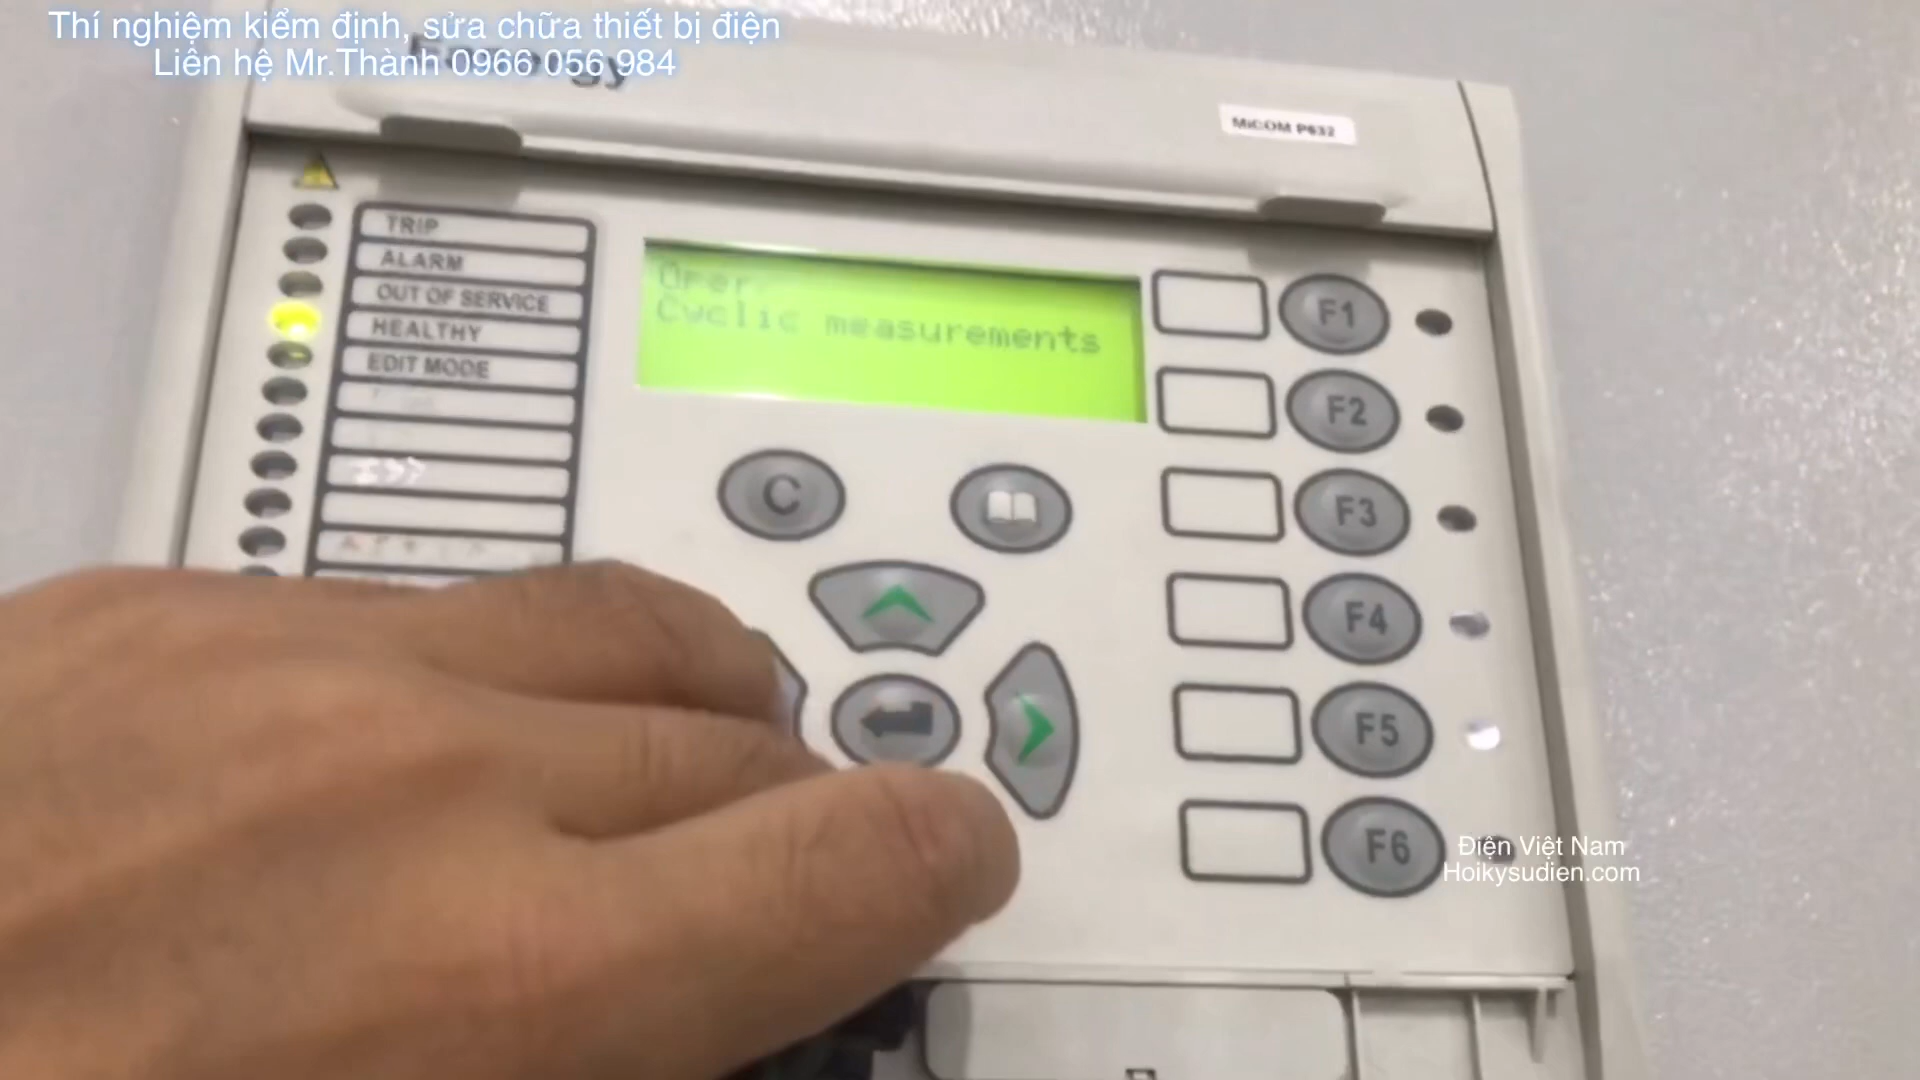 Thí nghiệm kiểm định, sửa chữa thiết bị điện
Liên hệ Mr.Thành 0966 056 984
MiCOM P632
TRIP
ALARM
OUT OF SERVICE
HEALTHY
EDIT MODE
Oper/
Cyclic measurements
C
F1
F2
F3
F4
F5
F6
Điện Việt Nam
Hoikysudien.com